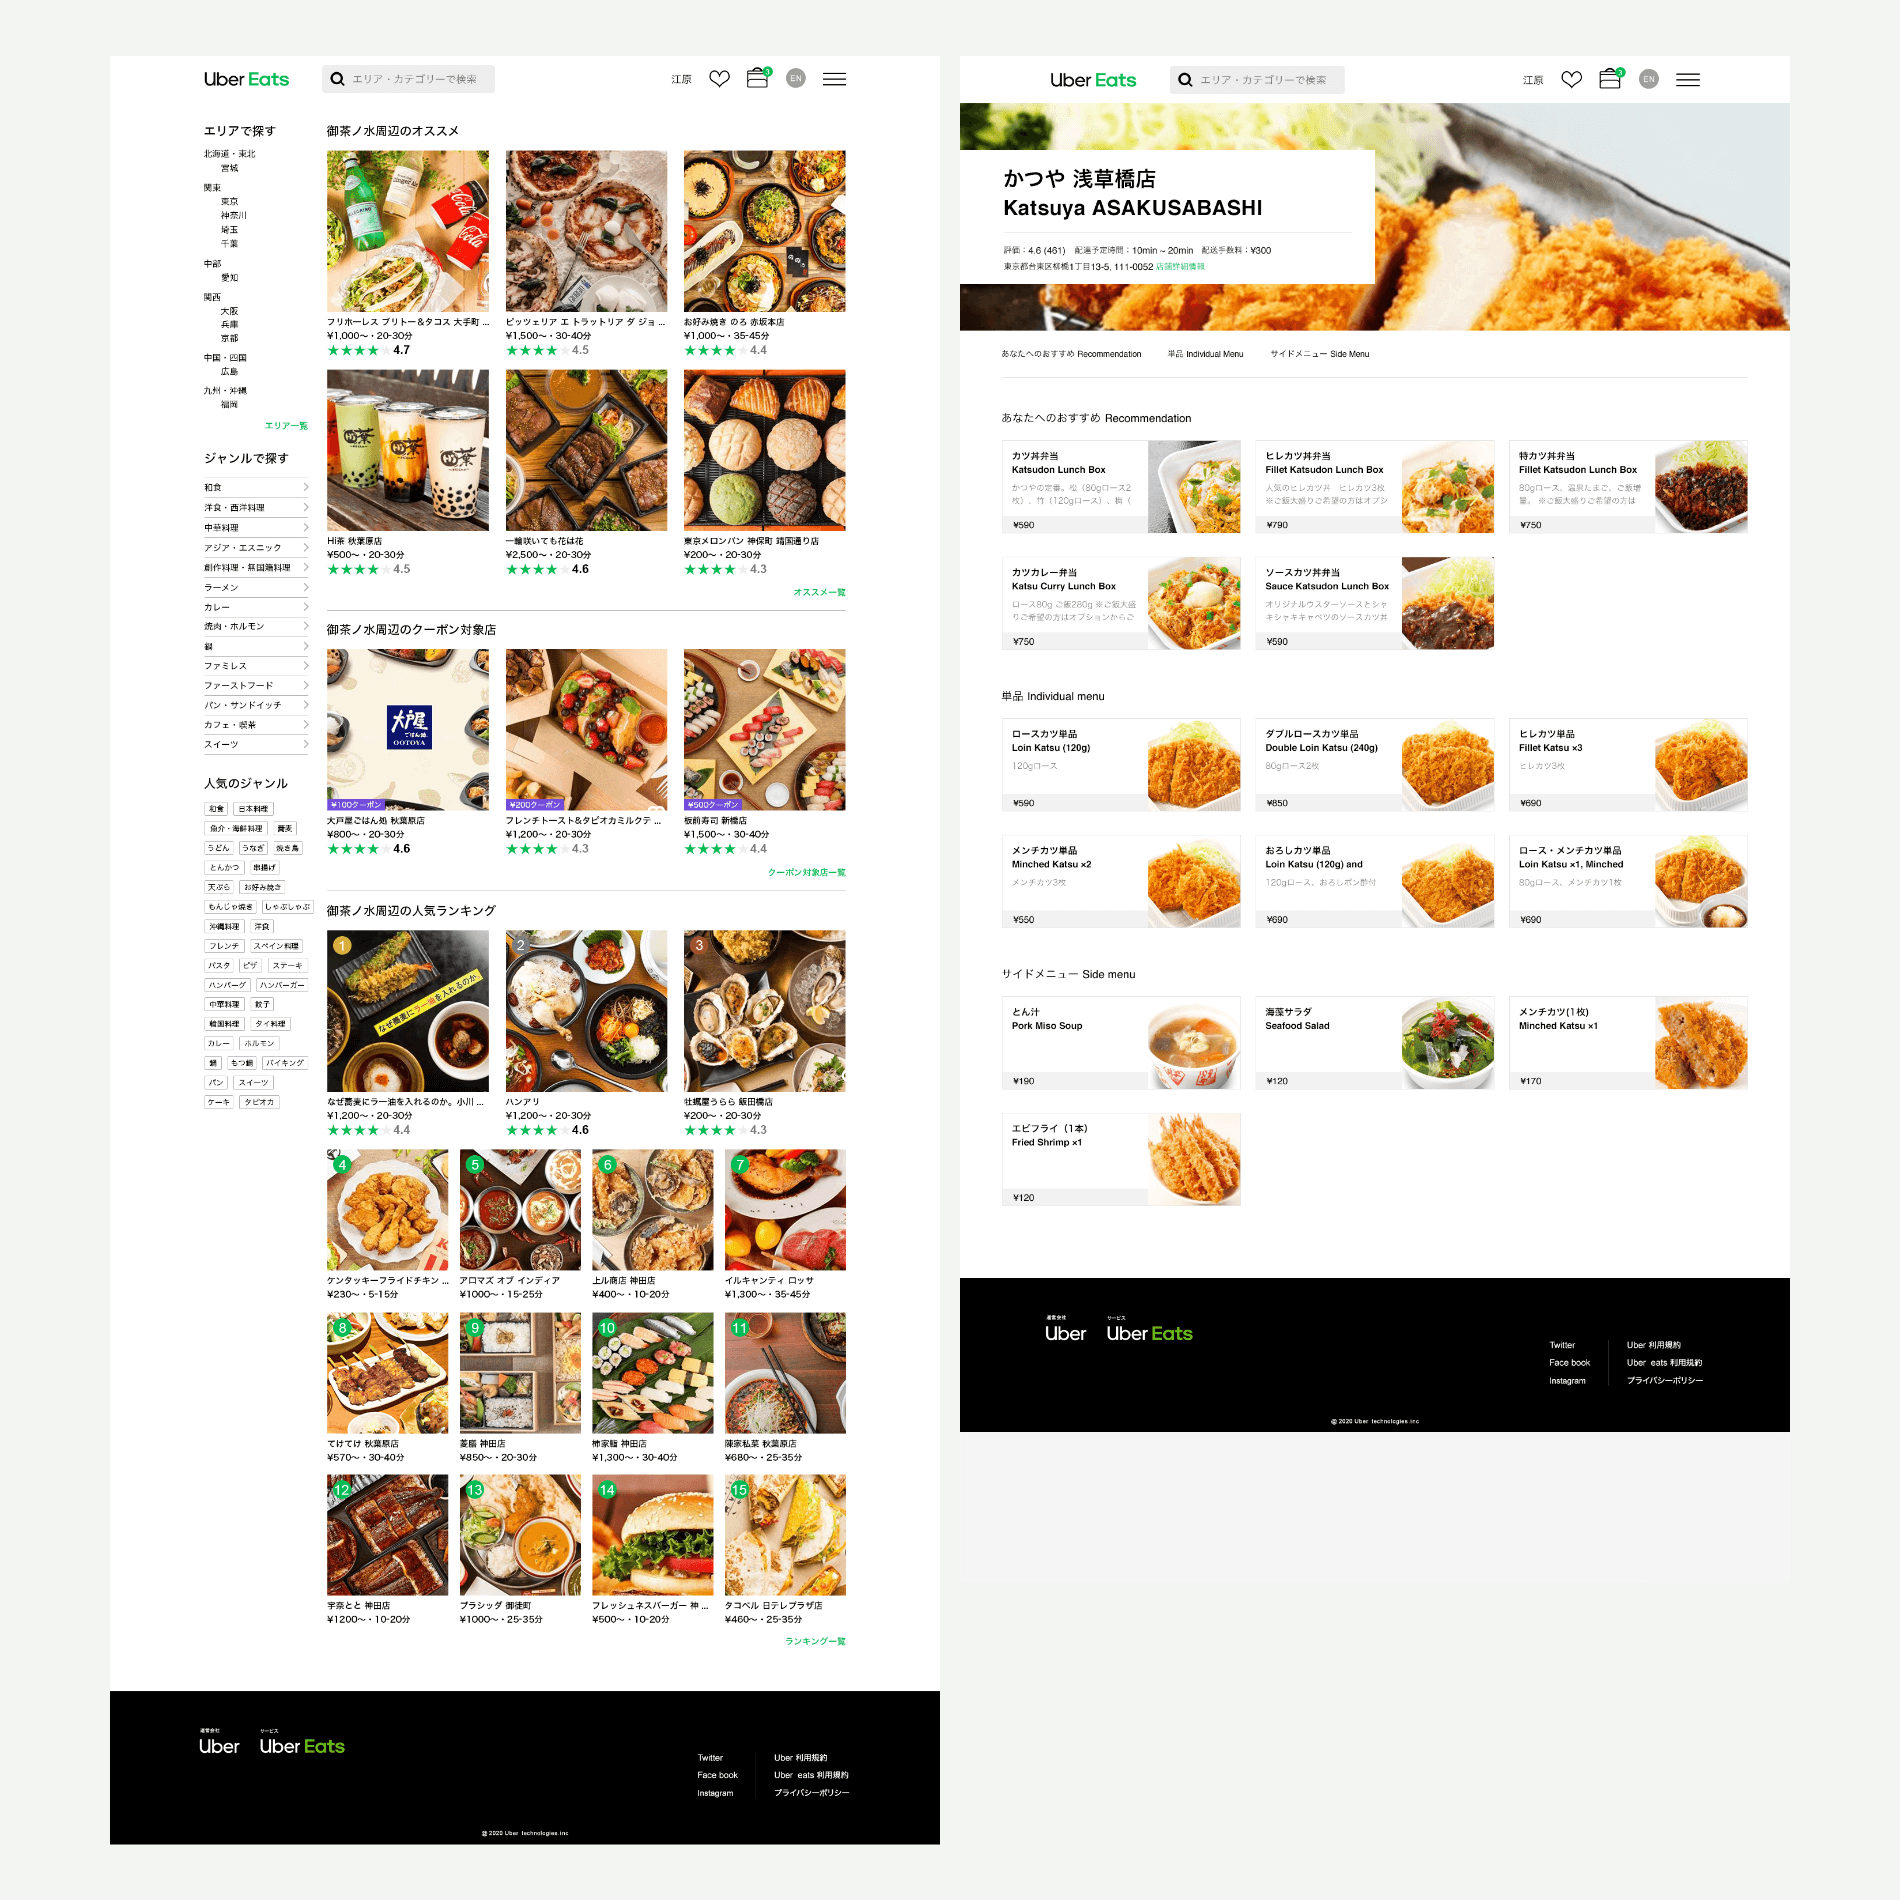 Uber Eats
エリア・カテゴリーで検索
江原
3
EN
エリアで探す
北海道・東北
宮城
関東
東京
神奈川
埼玉
千葉
中部
愛知
関西
大阪
兵庫
京都
中国・四国
広島
九州・沖縄
福岡
エリア一覧
ジャンルで探す
和食
洋食・西洋料理
中華料理
アジア・エスニック
創作料理・無国籍料理
ラーメン
カレー
焼肉・ホルモン
鍋
ファミレス
ファーストフード
パン・サンドイッチ
カフェ・喫茶
スイーツ
人気のジャンル
和食 日本料理
魚介・海鮮料理 蕎麦
うどん うなぎ 焼き鳥
とんかつ 串揚げ
天ぷら お好み焼き
もんじゃ焼き しゃぶしゃぶ
沖縄料理 洋食
フレンチ スペイン料理
パスタ ピザ ステーキ
ハンバーグ ハンバーガー
中華料理 餃子
韓国料理 タイ料理
カレー ホルモン
鍋 もつ鍋 バイキング
パン スイーツ
ケーキ タピオカ
御茶ノ水周辺のオススメ
フリホーレス ブリトー＆タコス 大手町 ...
¥1,000〜・20-30分
4.7
ピッツェリア エ トラットリア ダ ジョ ...
¥1,500〜・30-40分
4.5
お好み焼き のろ 赤坂本店
¥1,000〜・35-45分
4.4
Hi茶 秋葉原店
¥500〜・20-30分
4.5
一輪咲いても花は花
¥2,500〜・20-30分
4.6
東京メロンパン 神保町 靖国通り店
¥200〜・20-30分
4.3
オススメ一覧
御茶ノ水周辺のクーポン対象店
大戸屋
ごはん処
OOTOYA
¥100クーポン
大戸屋ごはん処 秋葉原店
¥800〜・20-30分
4.6
¥200クーポン
フレンチトースト&タピオカミルクテ ...
¥1,200〜・20-30分
4.3
¥500クーポン
板前寿司 新橋店
¥1,500〜・30-40分
4.4
クーポン対象店一覧
御茶ノ水周辺の人気ランキング
1
なぜ蕎麦にラー油を入れるのか
なぜ蕎麦にラー油を入れるのか。小川 ...
¥1,200〜・20-30分
4.4
2
ハンアリ
¥1,200〜・20-30分
4.6
3
牡蠣屋うらら 飯田橋店
¥200〜・20-30分
4.3
4
ケンタッキーフライドチキン ...
¥230〜・5-15分
5
アロマズ オブ インディア
¥1000〜・15-25分
6
上ル商店 神田店
¥400〜・10-20分
7
イルキャンティ ロッサ
¥1,300〜・35-45分
8
てけてけ 秋葉原店
¥570〜・30-40分
9
神田店
¥850〜・20-30分
10
柿家鮨 神田店
¥1,300〜・30-40分
11
陳家私菜 秋葉原店
¥680〜・25-35分
12
宇奈とと 神田店
¥1200〜・10-20分
13
プラシッダ 御徒町
¥1000〜・25-35分
14
フレッシュネスバーガー 神 ...
¥500〜・10-20分
15
タコベル 日テレプラザ店
¥460〜・25-35分
ランキング一覧
運営会社
Uber
サービス
Uber Eats
Twitter
Face book
Instagram
Uber 利用規約
Uber eats 利用規約
プライバシーポリシー
@ 2020 Uber technologies.inc
Uber Eats
エリア・カテゴリーで検索
江原
3
EN
かつや 浅草橋店
Katsuya ASAKUSABASHI
評価：4.6 (461) 配達予定時間：10min ~ 20min 配送手数料：¥300
東京都台東区柳橋1丁目13-5, 111-0052 店舗詳細情報
あなたへのおすすめ Recommendation 単品 Individual Menu サイドメニュー Side Menu
あなたへのおすすめ Recommendation
カツ丼弁当
Katsudon Lunch Box
かつやの定番。松（80gロース2
枚）、竹（120gロース）、梅（
¥590
ヒレカツ丼弁当
Fillet Katsudon Lunch Box
人気のヒレカツ丼 ヒレカツ3枚
※ご飯大盛りご希望の方はオプシ
¥790
特カツ丼弁当
Fillet Katsudon Lunch Box
80gロース、温泉たまご、ご飯増
量。 ※ご飯大盛りご希望の方は
¥750
カツカレー弁当
Katsu Curry Lunch Box
ロース80g ご飯280g ※ご飯大盛
りご希望の方はオプションからご
¥750
ソースカツ丼弁当
Sauce Katsudon Lunch Box
オリジナルウスターソースとシャ
キシャキキャベツのソースカツ丼
¥590
単品 Individual menu
ロースカツ単品
Loin Katsu (120g)
120gロース
¥590
ダブルロースカツ単品
Double Loin Katsu (240g)
80gロース2枚
¥850
ヒレカツ単品
Fillet Katsu ×3
ヒレカツ3枚
¥690
メンチカツ単品
Minched Katsu ×2
メンチカツ3枚
¥550
おろしカツ単品
Loin Katsu (120g) and
120gロース、おろしポン酢付
¥690
ロース・メンチカツ単品
Loin Katsu ×1, Minched
80gロース、メンチカツ1枚
¥690
サイドメニュー Side menu
とん汁
Pork Miso Soup
¥190
海藻サラダ
Seafood Salad
¥120
メンチカツ(1枚)
Minched Katsu ×1
¥170
エビフライ（1本）
Fried Shrimp ×1
¥120
運営会社
Uber
サービス
Uber Eats
Twitter
Face book
Instagram
Uber 利用規約
Uber eats 利用規約
プライバシーポリシー
@ 2020 Uber technologies.inc